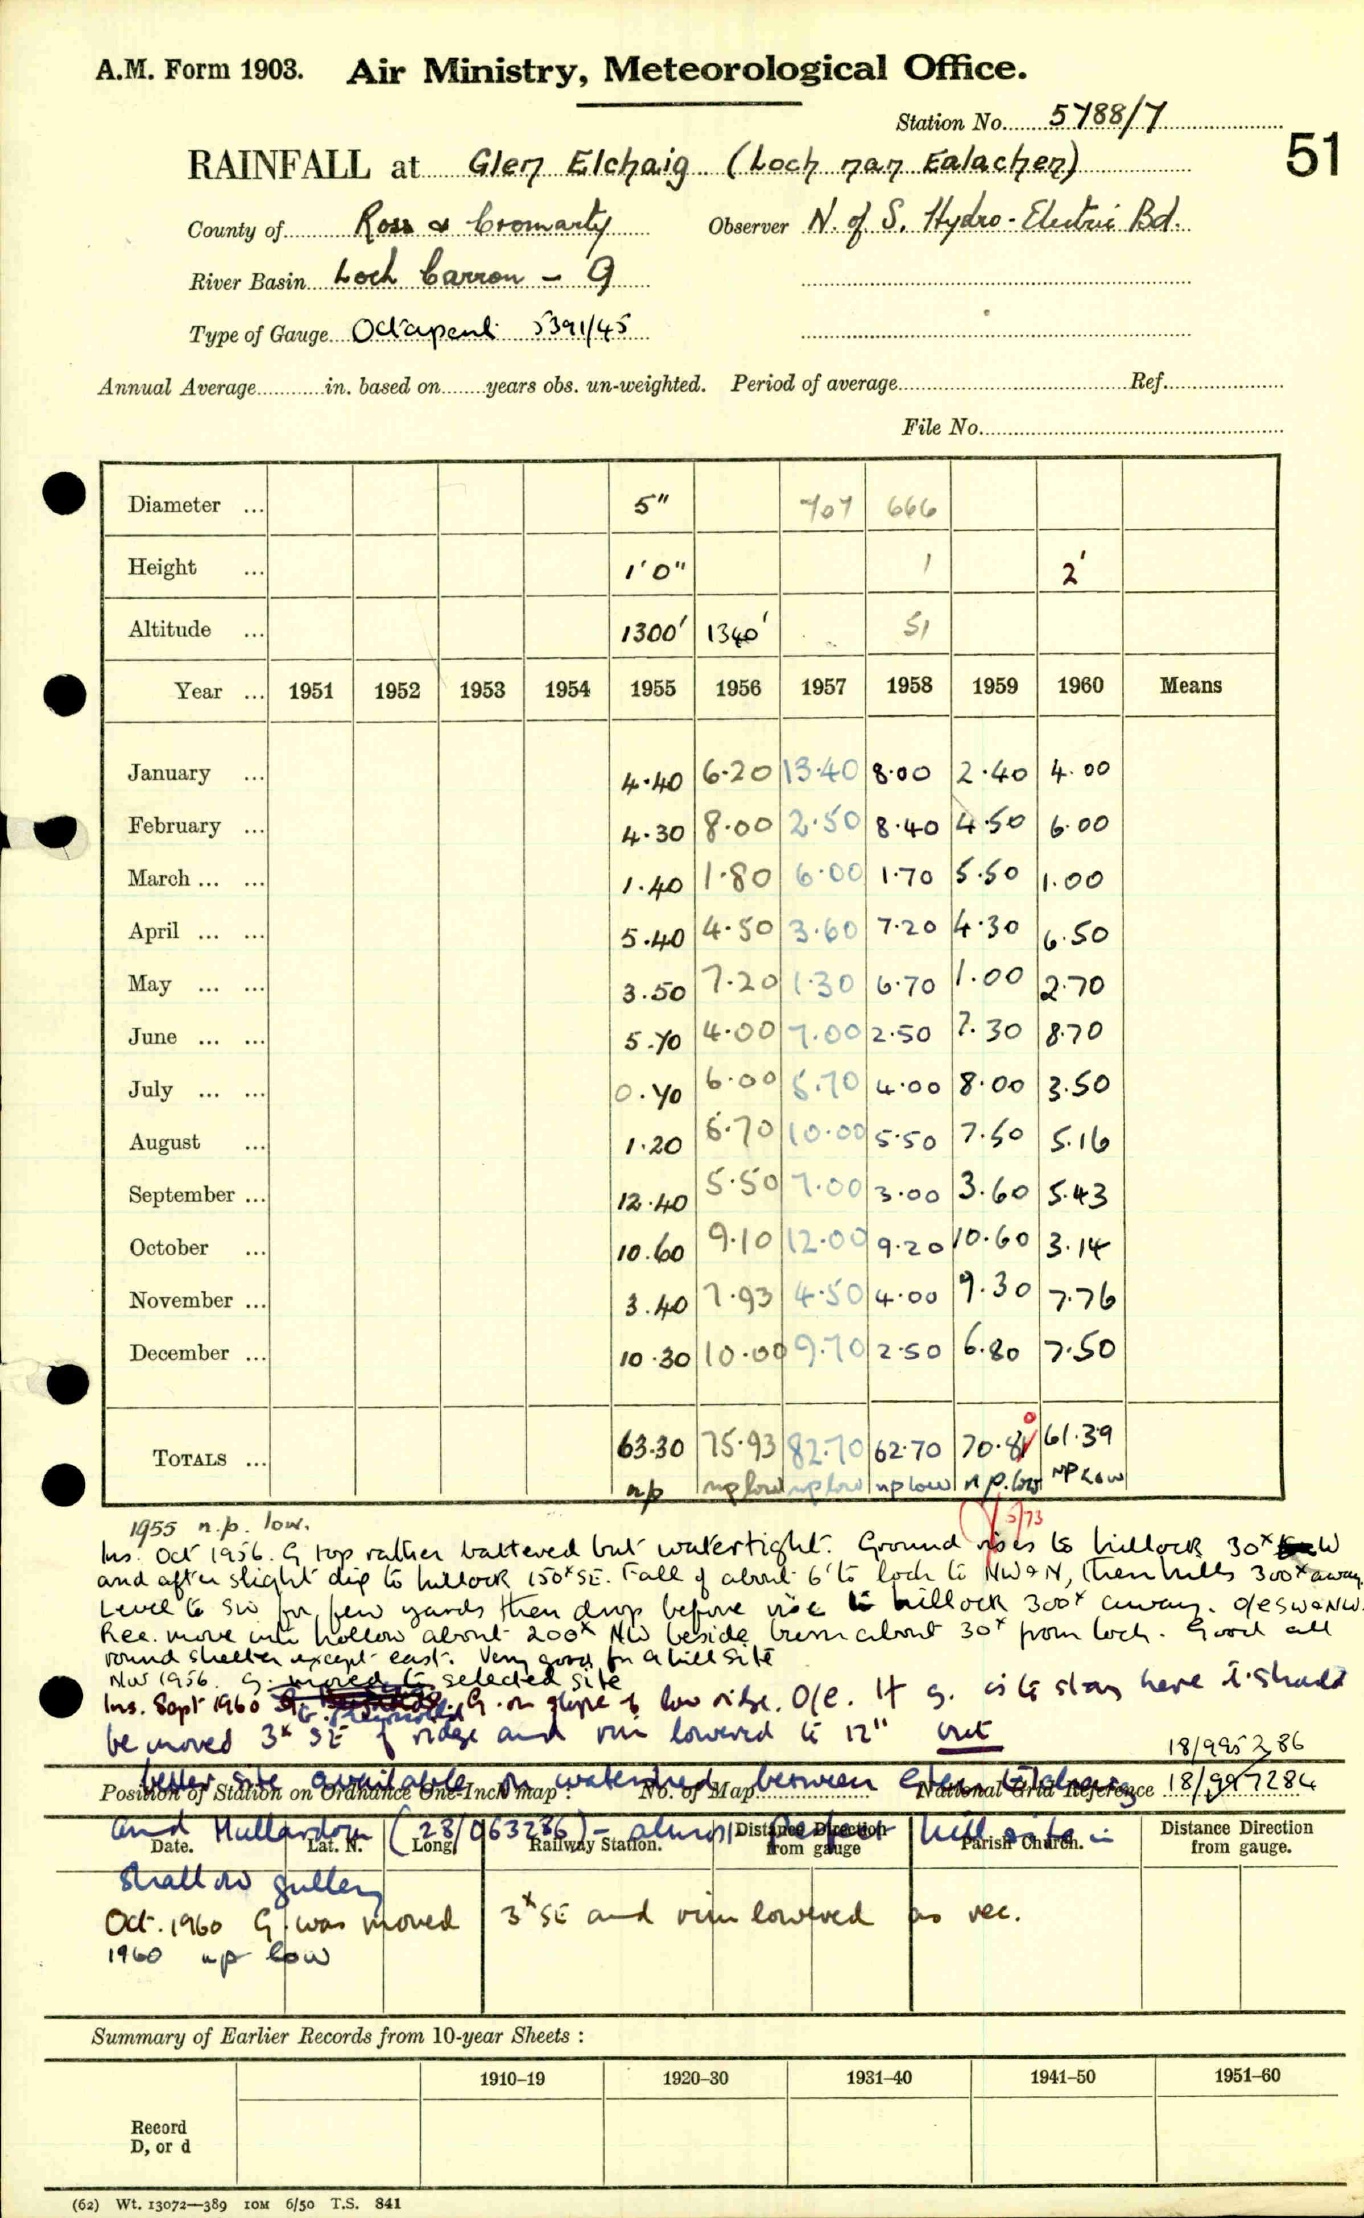 A.M. Form 1903. Air Ministry, Meteorological Office.
Station No. 5788/7
51
RAINFALL at Glen Elchaig (Loch nan Ealachen)
County of Ross & Cromarty Observer N. of S. Hydro-Electric Bd.
River Basin Loch Carron - 9
Type of Gauge Octapent 5391/45
Annual Average in. based on years obs. un-weighted. Period of average Ref.
File No.
Diameter ... 5" 707 666
Height ... 1'0" 1 2'
Altitude ... 1300' 1340' 51
Year ... 1951 1952 1953 1954 1955 1956 1957 1958 1959 1960 Means
January ... 4.40 6.20 13.40 8.00 2.40 4.00
February ... 4.30 8.00 2.50 8.40 4.50 6.00
March ... ... 1.40 1.80 6.00 1.70 5.50 1.00
April ... ... 5.40 4.50 3.60 7.20 4.30 6.50
May ... ... 3.50 7.20 1.30 6.70 1.00 2.70
June ... ... 5.70 4.00 7.00 2.50 7.30 8.70
July ... ... 0.70 6.00 5.70 4.00 8.00 3.50
August ... 1.20 5.70 10.00 5.50 7.50 5.16
September ... 12.40 5.50 7.00 3.00 3.60 5.43
October ... 10.60 9.10 12.00 9.20 10.60 3.14
November ... 3.40 7.93 4.50 4.00 9.30 7.76
December ... 10.30 10.00 9.70 2.50 6.80 7.50
TOTALS ... 63.30 75.93 82.70 62.70 70.80 61.39
np np low np low np low n.p. low NP Low
1955 n.p. low. 5/73
Ins. Oct 1956. G top rather battered but watertight. Ground rises to hillock 30x W
and after slight dip to hillock 150x SE. Fall of about 6' to loch to NW & N, then hills 300x away.
Level to SW for few yards then drop before rise to hillock 300x away. O/e SW & NW.
Rec. move into hollow about 200x NW beside burn about 30x from loch. Good all
round shelter except east. Very good for a hill site
Nov 1956. G. moved to selected site
Ins. Sept 1960 G. on slope of low ridge. O/e. If g. is to stay here it should
be moved 3x SE of ridge and rim lowered to 12" but
18/995286
better site available on watershed between Glen Elchaig
Position of Station on Ordnance One-Inch map : No. of Map National Grid Reference 18/997284
and Mullardoch (28/063286) - almost perfect hill site in
Date. Lat. N. Long. Railway Station. Distance Direction from gauge Parish Church. Distance Direction from gauge.
shallow gulley
Oct. 1960 G. was moved 3x SE and rim lowered as rec.
1960 np low
Summary of Earlier Records from 10-year Sheets :
1910–19 1920–30 1931–40 1941–50 1951–60
Record
D, or d
(62) Wt. 13072—389 10M 6/50 T.S. 841